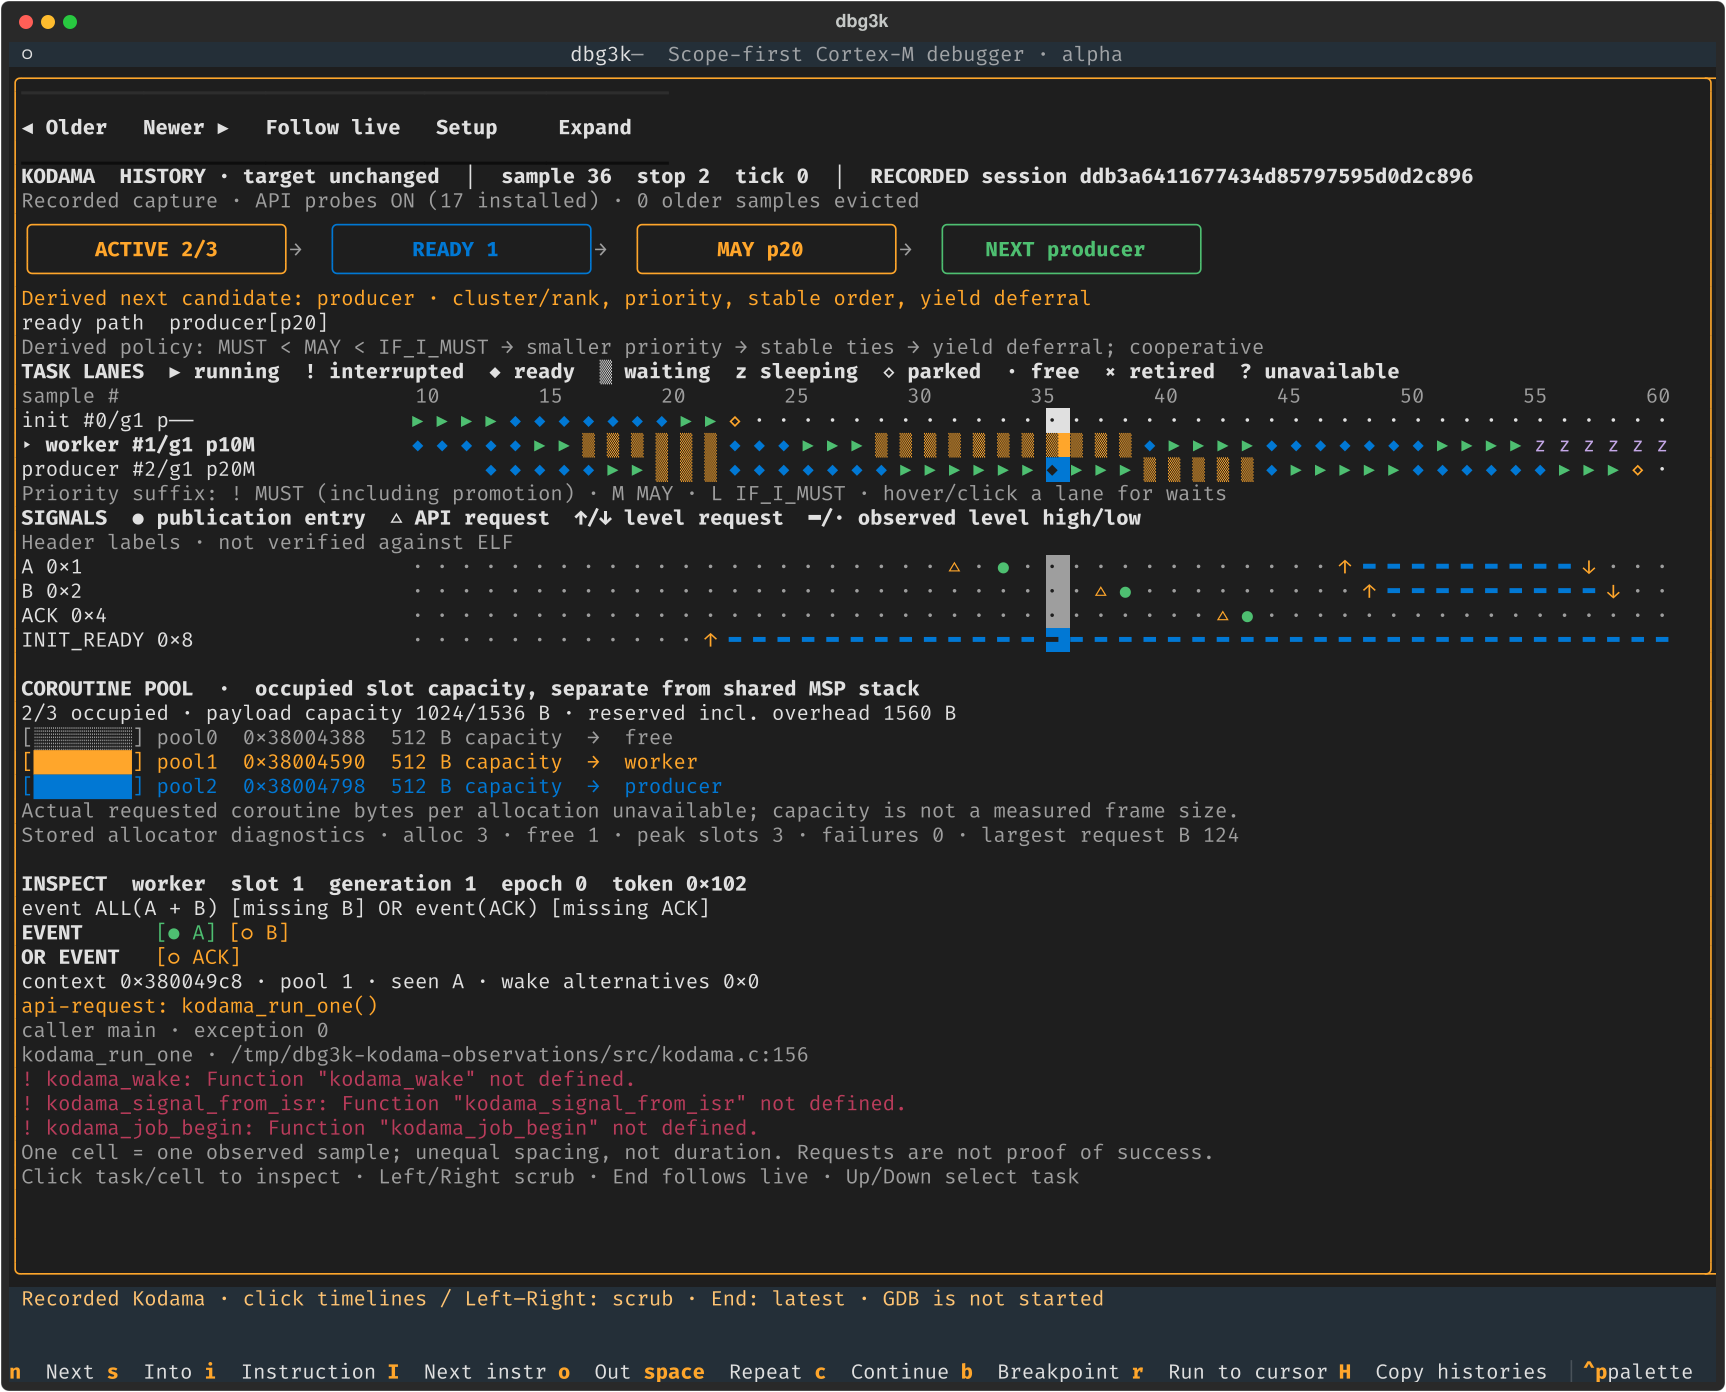 dbg3k
dbg3k— Scope-first Cortex-M debugger · alpha
◀ Older Newer ▶ Follow live Setup Expand
KODAMA HISTORY · target unchanged │ sample 36 stop 2 tick 0 │ RECORDED session ddb3a6411677434d85797595d0d2c896
Recorded capture · API probes ON (17 installed) · 0 older samples evicted
ACTIVE 2/3 → READY 1 → MAY p20 → NEXT producer
Derived next candidate: producer · cluster/rank, priority, stable order, yield deferral
ready path producer[p20]
Derived policy: MUST < MAY < IF_I_MUST → smaller priority → stable ties → yield deferral; cooperative
TASK LANES ▶ running ! interrupted ◆ ready ▒ waiting z sleeping ◇ parked · free × retired ? unavailable
sample # 10 15 20 25 30 35 40 45 50 55 60
init #0/g1 p——
‣ worker #1/g1 p10M z z z z z z
producer #2/g1 p20M
Priority suffix: ! MUST (including promotion) · M MAY · L IF_I_MUST · hover/click a lane for waits
SIGNALS ● publication entry △ API request ↑/↓ level request ━/· observed level high/low
Header labels · not verified against ELF
A 0×1
B 0×2
ACK 0×4
INIT_READY 0×8
COROUTINE POOL · occupied slot capacity, separate from shared MSP stack
2/3 occupied · payload capacity 1024/1536 B · reserved incl. overhead 1560 B
[░░░░░░░░] pool0 0×38004388 512 B capacity → free
[████████] pool1 0×38004590 512 B capacity → worker
[████████] pool2 0×38004798 512 B capacity → producer
Actual requested coroutine bytes per allocation unavailable; capacity is not a measured frame size.
Stored allocator diagnostics · alloc 3 · free 1 · peak slots 3 · failures 0 · largest request B 124
INSPECT worker slot 1 generation 1 epoch 0 token 0×102
event ALL(A + B) [missing B] OR event(ACK) [missing ACK]
EVENT [● A] [○ B]
OR EVENT [○ ACK]
context 0×380049c8 · pool 1 · seen A · wake alternatives 0×0
api-request: kodama_run_one()
caller main · exception 0
kodama_run_one · /tmp/dbg3k-kodama-observations/src/kodama.c:156
! kodama_wake: Function "kodama_wake" not defined.
! kodama_signal_from_isr: Function "kodama_signal_from_isr" not defined.
! kodama_job_begin: Function "kodama_job_begin" not defined.
One cell = one observed sample; unequal spacing, not duration. Requests are not proof of success.
Click task/cell to inspect · Left/Right scrub · End follows live · Up/Down select task
Recorded Kodama · click timelines / Left–Right: scrub · End: latest · GDB is not started
n Next s Into i Instruction I Next instr o Out space Repeat c Continue b Breakpoint r Run to cursor H Copy histories │ ^ppalette